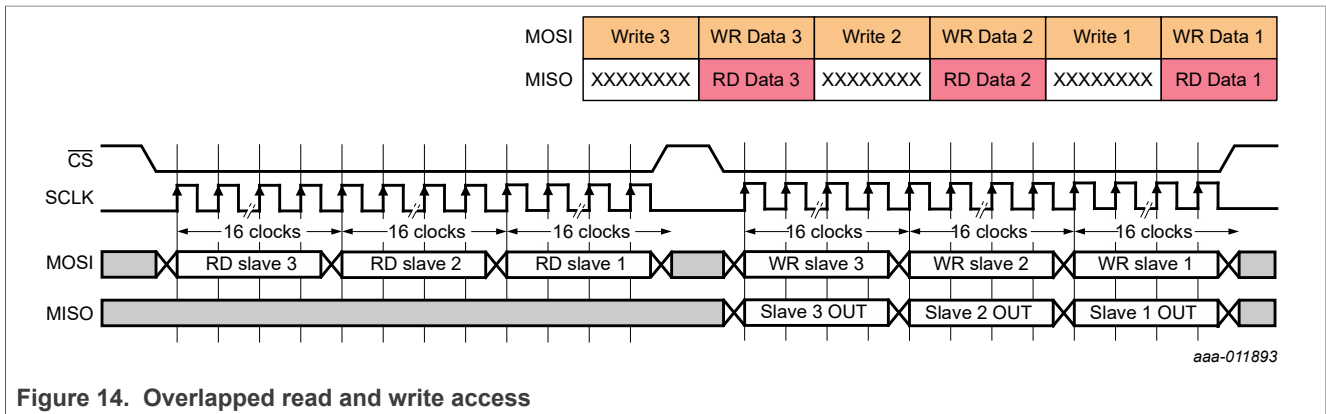 MOSI Write 3 WR Data 3 Write 2 WR Data 2 Write 1 WR Data 1
MISO XXXXXXXX RD Data 3 XXXXXXXX RD Data 2 XXXXXXXX RD Data 1
CS
SCLK
16 clocks 16 clocks 16 clocks 16 clocks 16 clocks 16 clocks
MOSI RD slave 3 RD slave 2 RD slave 1 WR slave 3 WR slave 2 WR slave 1
MISO Slave 3 OUT Slave 2 OUT Slave 1 OUT
aaa-011893
Figure 14. Overlapped read and write access